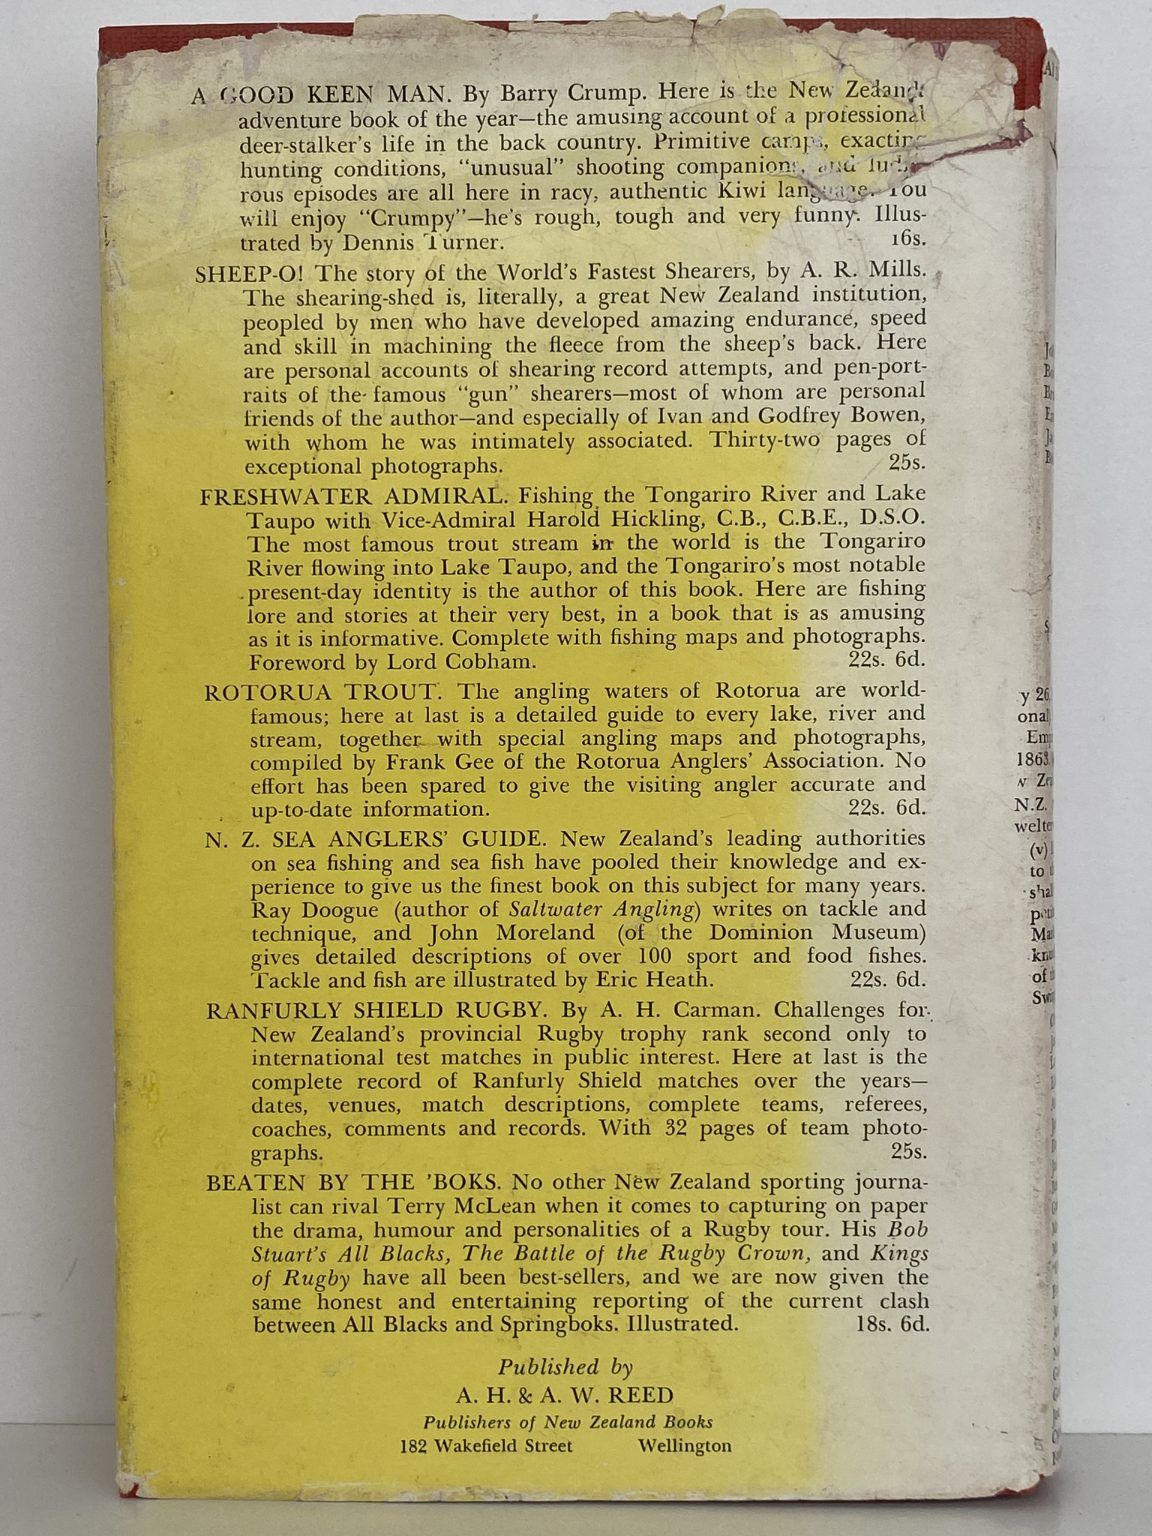 A GOOD KEEN MAN. By Barry Crump. Here is the New
adventure book of the year—the amusing account of a professional
deer-stalker's life in the back country. Primitive camps, exacting
hunting conditions, "unusual" shooting companions, and
rous episodes are all here in racy, authentic Kiwi language. You
will enjoy "Crumpy"—he's rough, tough and very funny. Illus-
trated by Dennis Turner. 16s.
SHEEP-O! The story of the World's Fastest Shearers, by A. R. Mills.
The shearing-shed is, literally, a great New Zealand institution,
peopled by men who have developed amazing endurance, speed
and skill in machining the fleece from the sheep's back. Here
are personal accounts of shearing record attempts, and pen-port-
raits of the famous "gun" shearers—most of whom are personal
friends of the author—and especially of Ivan and Godfrey Bowen,
with whom he was intimately associated. Thirty-two pages of
exceptional photographs. 25s.
FRESHWATER ADMIRAL. Fishing the Tongariro River and Lake
Taupo with Vice-Admiral Harold Hickling, C.B., C.B.E., D.S.O.
The most famous trout stream in the world is the Tongariro
River flowing into Lake Taupo, and the Tongariro's most notable
present-day identity is the author of this book. Here are fishing
lore and stories at their very best, in a book that is as amusing
as it is informative. Complete with fishing maps and photographs.
Foreword by Lord Cobham. 22s. 6d.
ROTORUA TROUT. The angling waters of Rotorua are world-
famous; here at last is a detailed guide to every lake, river and
stream, together with special angling maps and photographs,
compiled by Frank Gee of the Rotorua Anglers' Association. No
effort has been spared to give the visiting angler accurate and
up-to-date information. 22s. 6d.
N. Z. SEA ANGLERS' GUIDE. New Zealand's leading authorities
on sea fishing and sea fish have pooled their knowledge and ex-
perience to give us the finest book on this subject for many years.
Ray Doogue (author of Saltwater Angling) writes on tackle and
technique, and John Moreland (of the Dominion Museum)
gives detailed descriptions of over 100 sport and food fishes.
Tackle and fish are illustrated by Eric Heath. 22s. 6d.
RANFURLY SHIELD RUGBY. By A. H. Carman. Challenges for
New Zealand's provincial Rugby trophy rank second only to
international test matches in public interest. Here at last is the
complete record of Ranfurly Shield matches over the years—
dates, venues, match descriptions, complete teams, referees,
coaches, comments and records. With 32 pages of team photo-
graphs. 25s.
BEATEN BY THE 'BOKS. No other New Zealand sporting journa-
list can rival Terry McLean when it comes to capturing on paper
the drama, humour and personalities of a Rugby tour. His Bob
Stuart's All Blacks, The Battle of the Rugby Crown, and Kings
of Rugby have all been best-sellers, and we are now given the
same honest and entertaining reporting of the current clash
between All Blacks and Springboks. Illustrated. 18s. 6d.
Published by
A. H. & A. W. REED
Publishers of New Zealand Books
182 Wakefield Street Wellington
y 26
1863
N.Z.
(v)
to
of